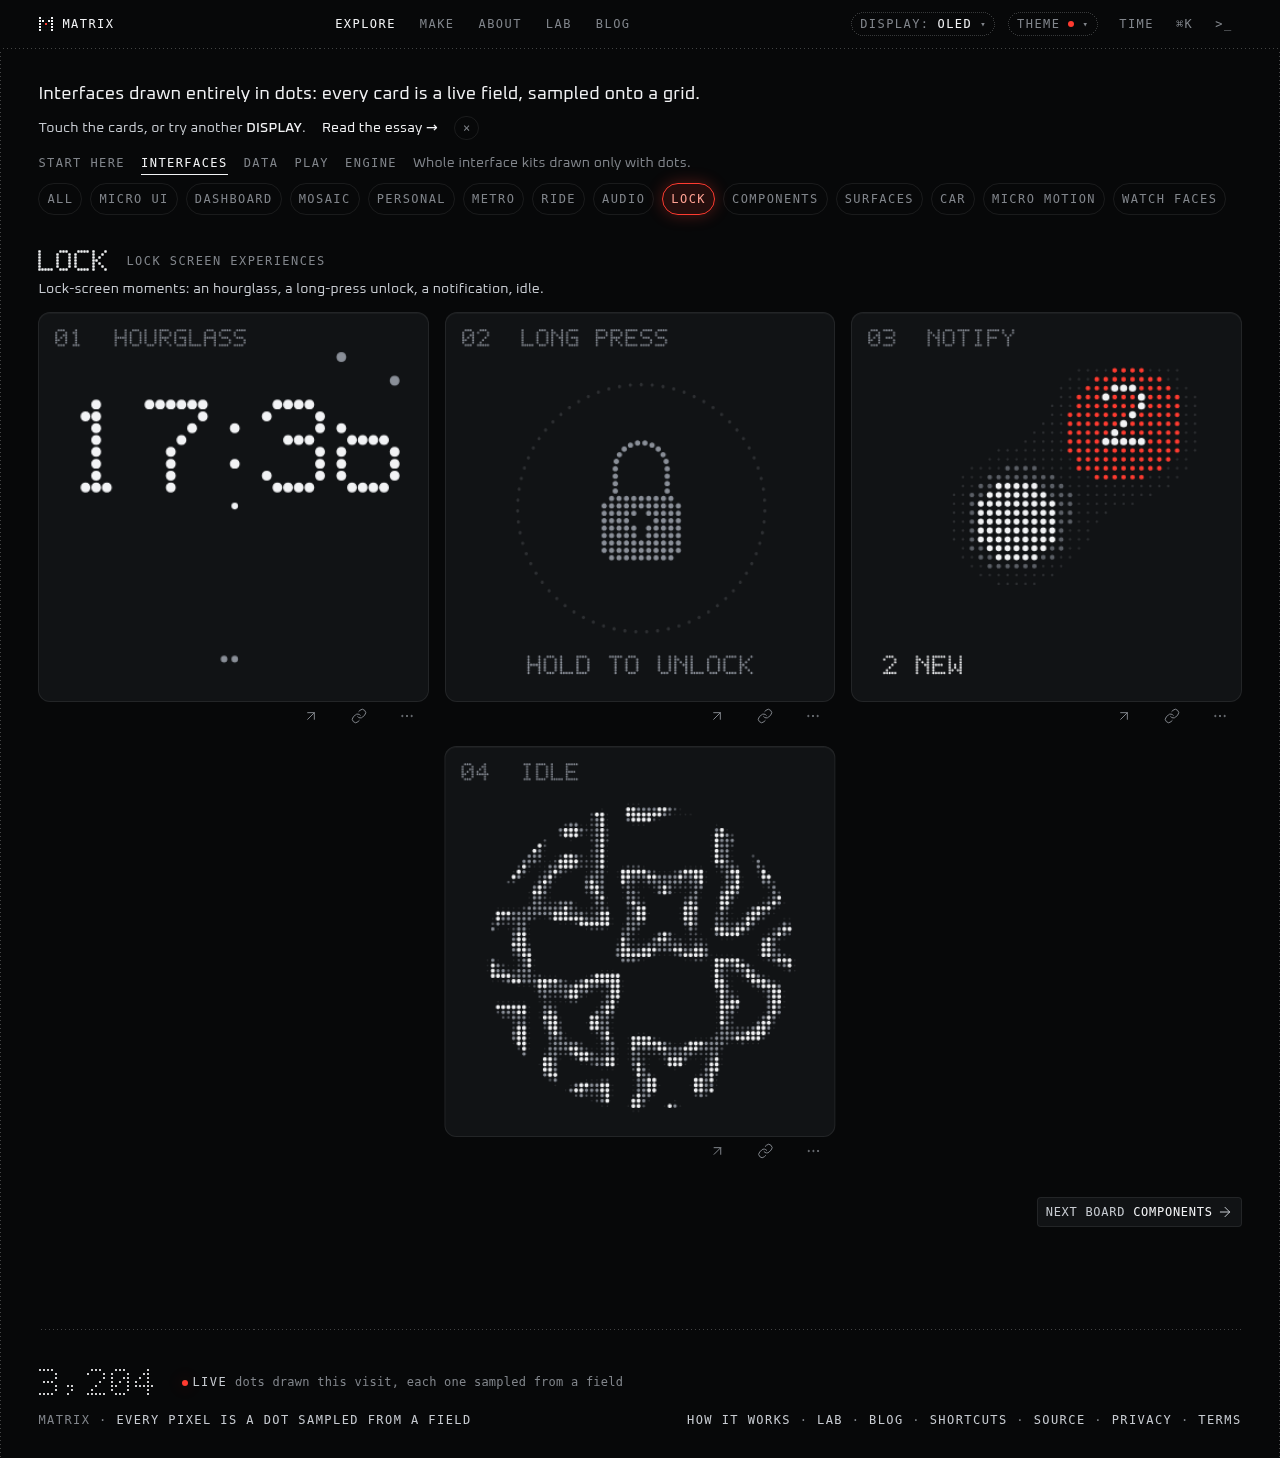 MATRIX EXPLORE MAKE ABOUT LAB BLOG DISPLAY: OLED ▾ THEME ▾ TIME ⌘K >_
Interfaces drawn entirely in dots: every card is a live field, sampled onto a grid.
Touch the cards, or try another DISPLAY. Read the essay → ×
START HERE INTERFACES DATA PLAY ENGINE Whole interface kits drawn only with dots.
ALL MICRO UI DASHBOARD MOSAIC PERSONAL METRO RIDE AUDIO LOCK COMPONENTS SURFACES CAR MICRO MOTION WATCH FACES
LOCK LOCK SCREEN EXPERIENCES
Lock-screen moments: an hourglass, a long-press unlock, a notification, idle.
01 HOURGLASS
17:36
02 LONG PRESS
HOLD TO UNLOCK
03 NOTIFY
2
2 NEW
04 IDLE
NEXT BOARD COMPONENTS →
3,204 LIVE dots drawn this visit, each one sampled from a field
MATRIX · EVERY PIXEL IS A DOT SAMPLED FROM A FIELD HOW IT WORKS · LAB · BLOG · SHORTCUTS · SOURCE · PRIVACY · TERMS